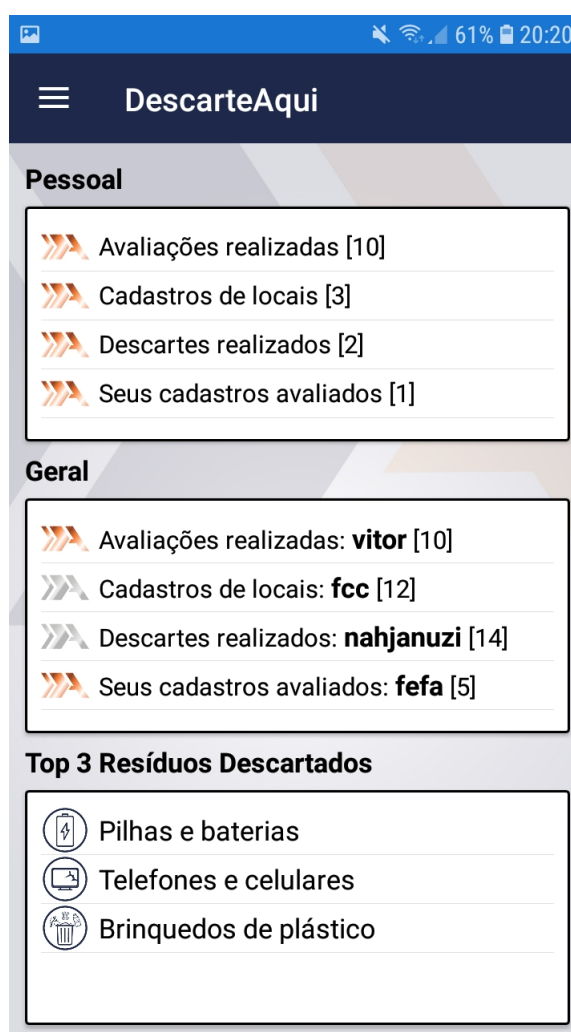 61% 20:20
DescarteAqui
Pessoal
Avaliações realizadas [10]
Cadastros de locais [3]
Descartes realizados [2]
Seus cadastros avaliados [1]
Geral
Avaliações realizadas: vitor [10]
Cadastros de locais: fcc [12]
Descartes realizados: nahjanuzi [14]
Seus cadastros avaliados: fefa [5]
Top 3 Resíduos Descartados
Pilhas e baterias
Telefones e celulares
Brinquedos de plástico